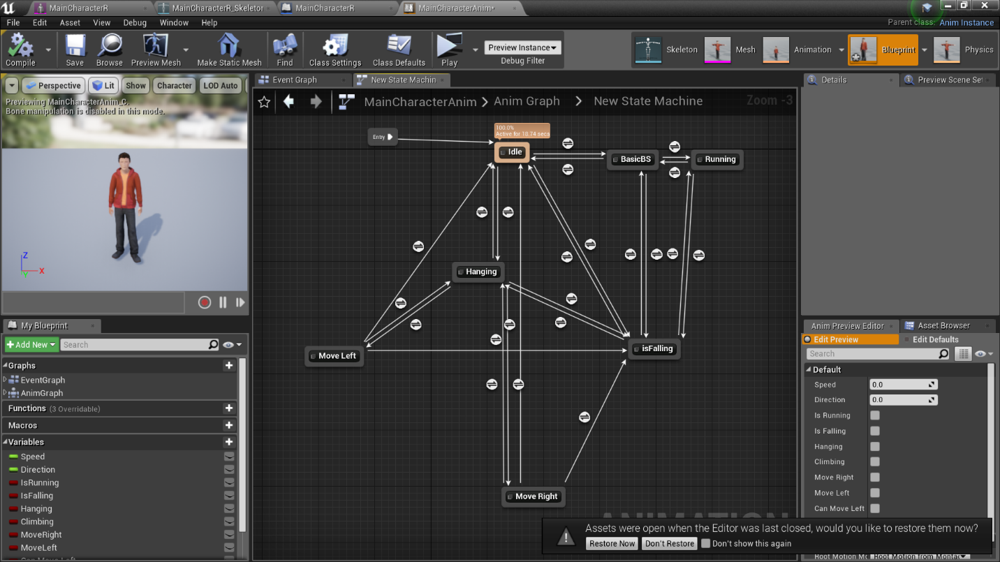 MainCharacterR
MainCharacterR_Skeleton
MainCharacterR
MainCharacterAnim*
File Edit Asset View Debug Window Help
Parent class: Anim Instance
Compile
Save
Browse
Preview Mesh
Make Static Mesh
Find
Class Settings
Class Defaults
Play
Preview Instance
Debug Filter
Skeleton
Mesh
Animation
Blueprint
Physics
Perspective
Lit
Show
Character
LOD Auto
Previewing MainCharacterAnim_C.
Bone manipulation is disabled in this mode.
Z
X
Y
Event Graph
New State Machin
MainCharacterAnim > Anim Graph > New State Machine
Zoom -3
Entry
100.0%
Active for 18.74 secs
Idle
BasicBS
Running
Hanging
Move Left
isFalling
Move Right
ANIMATION
Details
Preview Scene Set
My Blueprint
Add New
Search
Graphs
EventGraph
AnimGraph
Functions (3 Overridable)
Macros
Variables
Speed
Direction
IsRunning
IsFalling
Hanging
Climbing
MoveRight
MoveLeft
Can Move Left
Anim Preview Editor
Asset Browser
Edit Preview
Edit Defaults
Search
Default
Speed 0.0
Direction 0.0
Is Running
Is Falling
Hanging
Climbing
Move Right
Move Left
Can Move Left
Assets were open when the Editor was last closed, would you like to restore them now?
Restore Now
Don't Restore
Don't show this again
Root Motion Mo
Root Motion from Monta